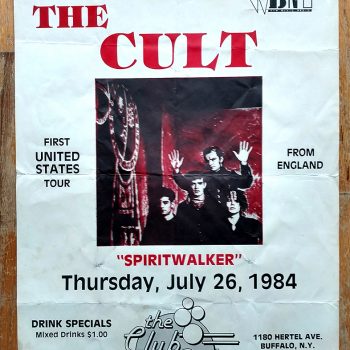 THE
CULT
FIRST
UNITED
STATES
TOUR
FROM
ENGLAND
"SPIRITWALKER"
Thursday, July 26, 1984
DRINK SPECIALS
Mixed Drinks $1.00
the
Club
1180 HERTEL AVE.
BUFFALO, N.Y.